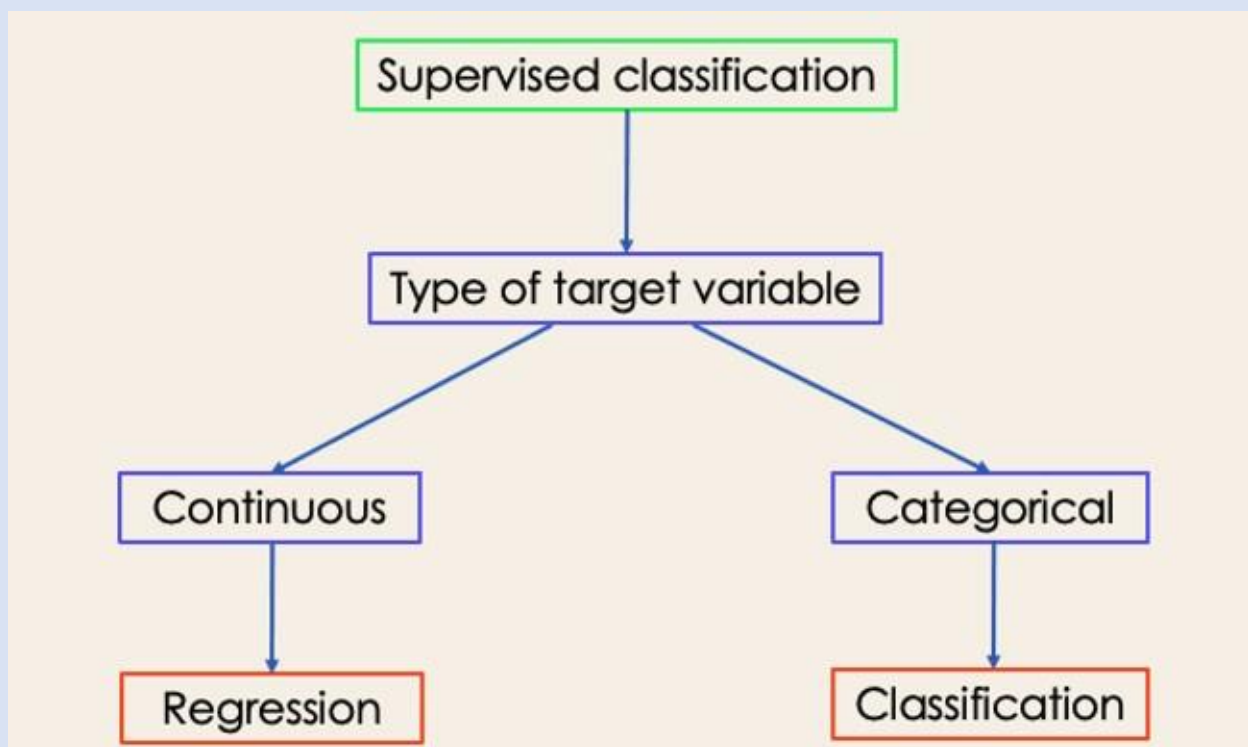 Supervised classification
Type of target variable
Continuous
Categorical
Regression
Classification